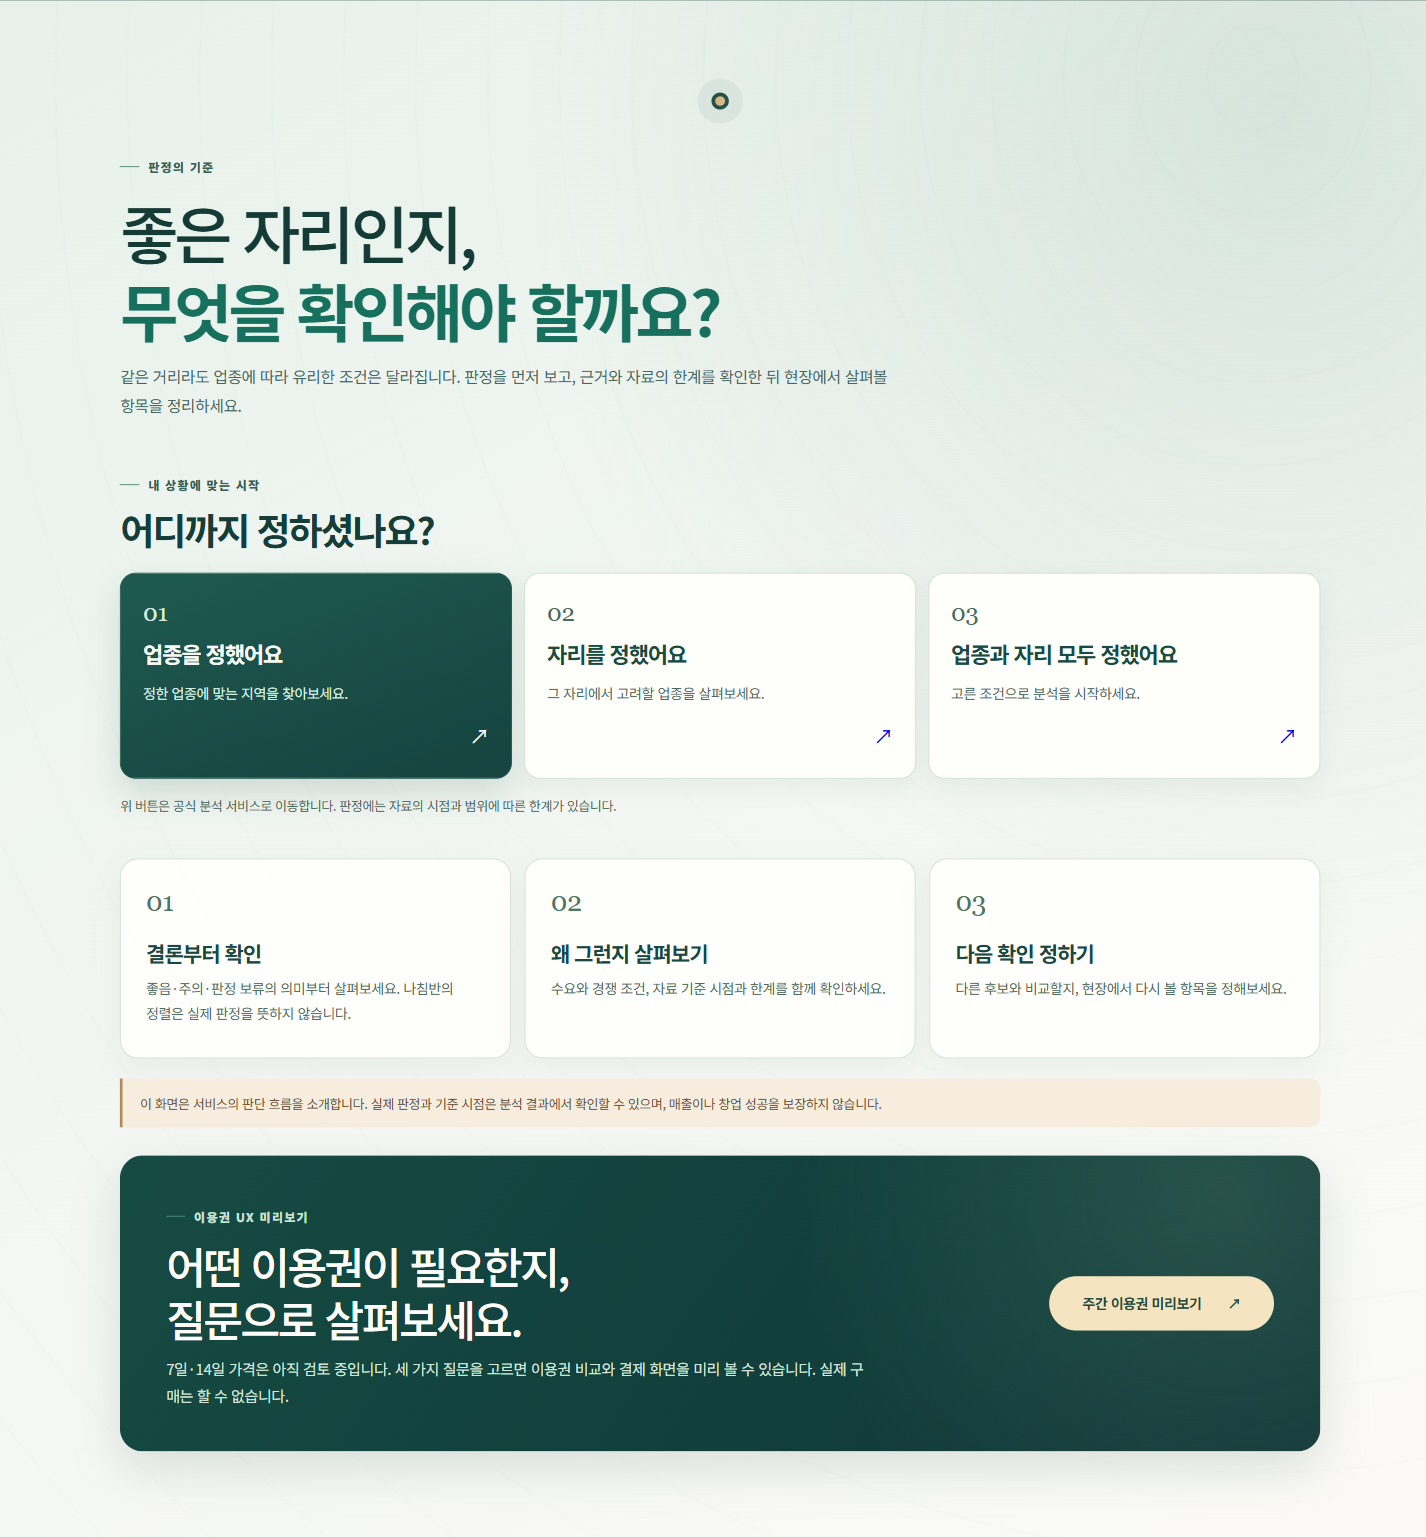 판정의 기준
좋은 자리인지,
무엇을 확인해야 할까요?
같은 거리라도 업종에 따라 유리한 조건은 달라집니다. 판정을 먼저 보고, 근거와 자료의 한계를 확인한 뒤 현장에서 살펴볼
항목을 정리하세요.
내 상황에 맞는 시작
어디까지 정하셨나요?
01
업종을 정했어요
정한 업종에 맞는 지역을 찾아보세요.
↗
02
자리를 정했어요
그 자리에서 고려할 업종을 살펴보세요.
↗
03
업종과 자리 모두 정했어요
고른 조건으로 분석을 시작하세요.
↗
위 버튼은 공식 분석 서비스로 이동합니다. 판정에는 자료의 시점과 범위에 따른 한계가 있습니다.
01
결론부터 확인
좋음·주의·판정 보류의 의미부터 살펴보세요. 나침반의
정렬은 실제 판정을 뜻하지 않습니다.
02
왜 그런지 살펴보기
수요와 경쟁 조건, 자료 기준 시점과 한계를 함께 확인하세요.
03
다음 확인 정하기
다른 후보와 비교할지, 현장에서 다시 볼 항목을 정해보세요.
이 화면은 서비스의 판단 흐름을 소개합니다. 실제 판정과 기준 시점은 분석 결과에서 확인할 수 있으며, 매출이나 창업 성공을 보장하지 않습니다.
이용권 UX 미리보기
어떤 이용권이 필요한지,
질문으로 살펴보세요.
7일·14일 가격은 아직 검토 중입니다. 세 가지 질문을 고르면 이용권 비교와 결제 화면을 미리 볼 수 있습니다. 실제 구
매는 할 수 없습니다.
주간 이용권 미리보기 ↗